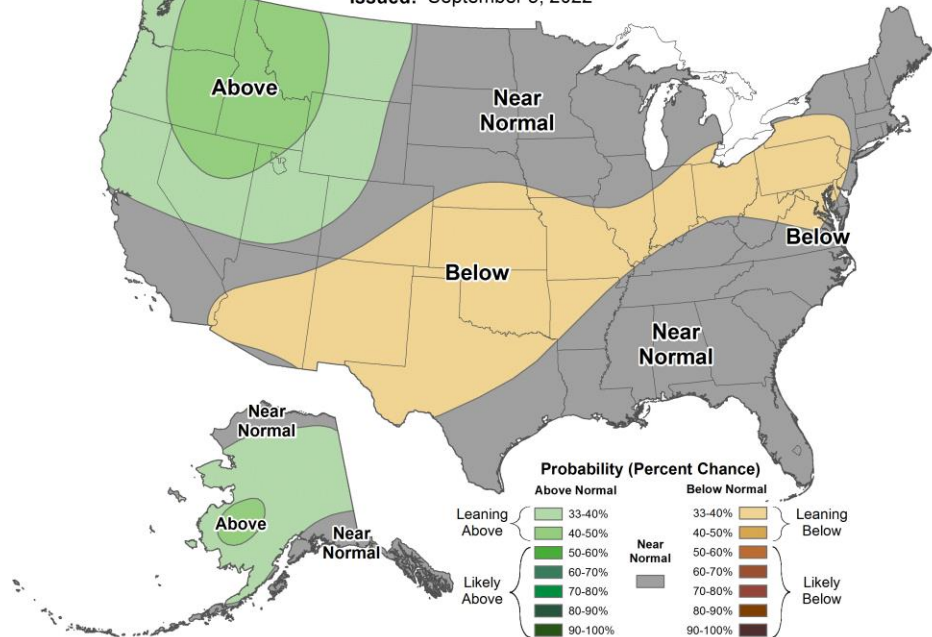 Issued: September 8, 2022
Above
Near
Normal
Below
Below
Near
Normal
Near
Normal
Above
Near
Normal
Probability (Percent Chance)
Above Normal
Below Normal
Leaning
Above
33-40%
40-50%
Likely
Above
50-60%
60-70%
70-80%
80-90%
90-100%
Near
Normal
33-40%
40-50%
Leaning
Below
50-60%
60-70%
70-80%
80-90%
90-100%
Likely
Below